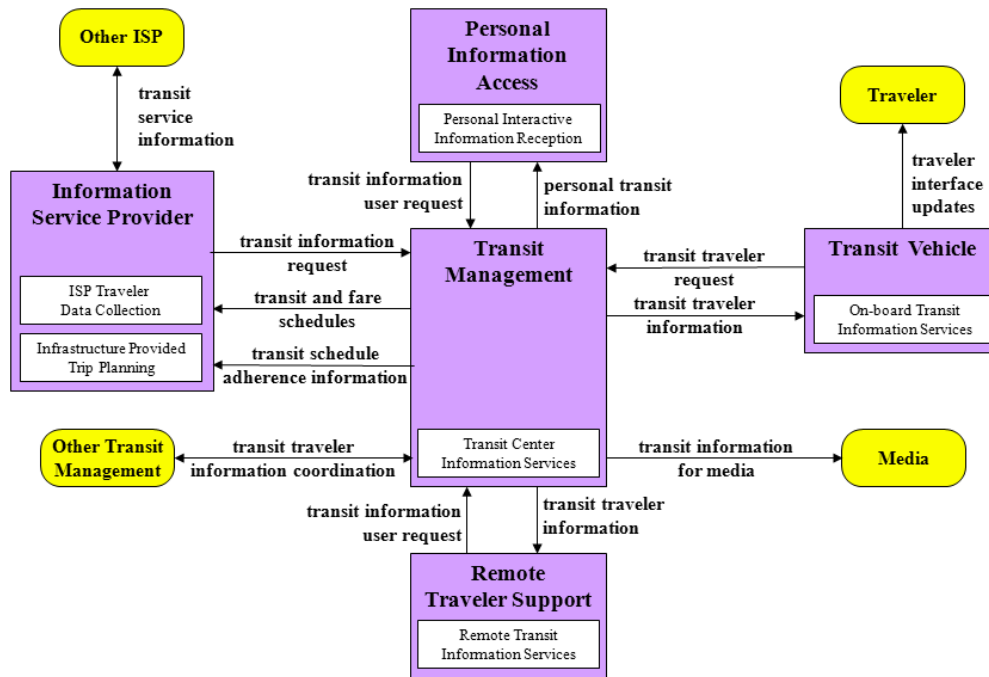 Other ISP
transit
service
information
Personal
Information
Access
Personal Interactive
Information Reception
Traveler
traveler
interface
updates
Information
Service Provider
ISP Traveler
Data Collection
Infrastructure Provided
Trip Planning
transit information
user request
personal transit
information
transit information
request
transit and fare
schedules
transit schedule
adherence information
Transit
Management
Transit Center
Information Services
transit traveler
request
transit traveler
information
Transit Vehicle
On-board Transit
Information Services
Other Transit
Management
transit traveler
information coordination
transit information
for media
Media
transit information
user request
transit traveler
information
Remote
Traveler Support
Remote Transit
Information Services